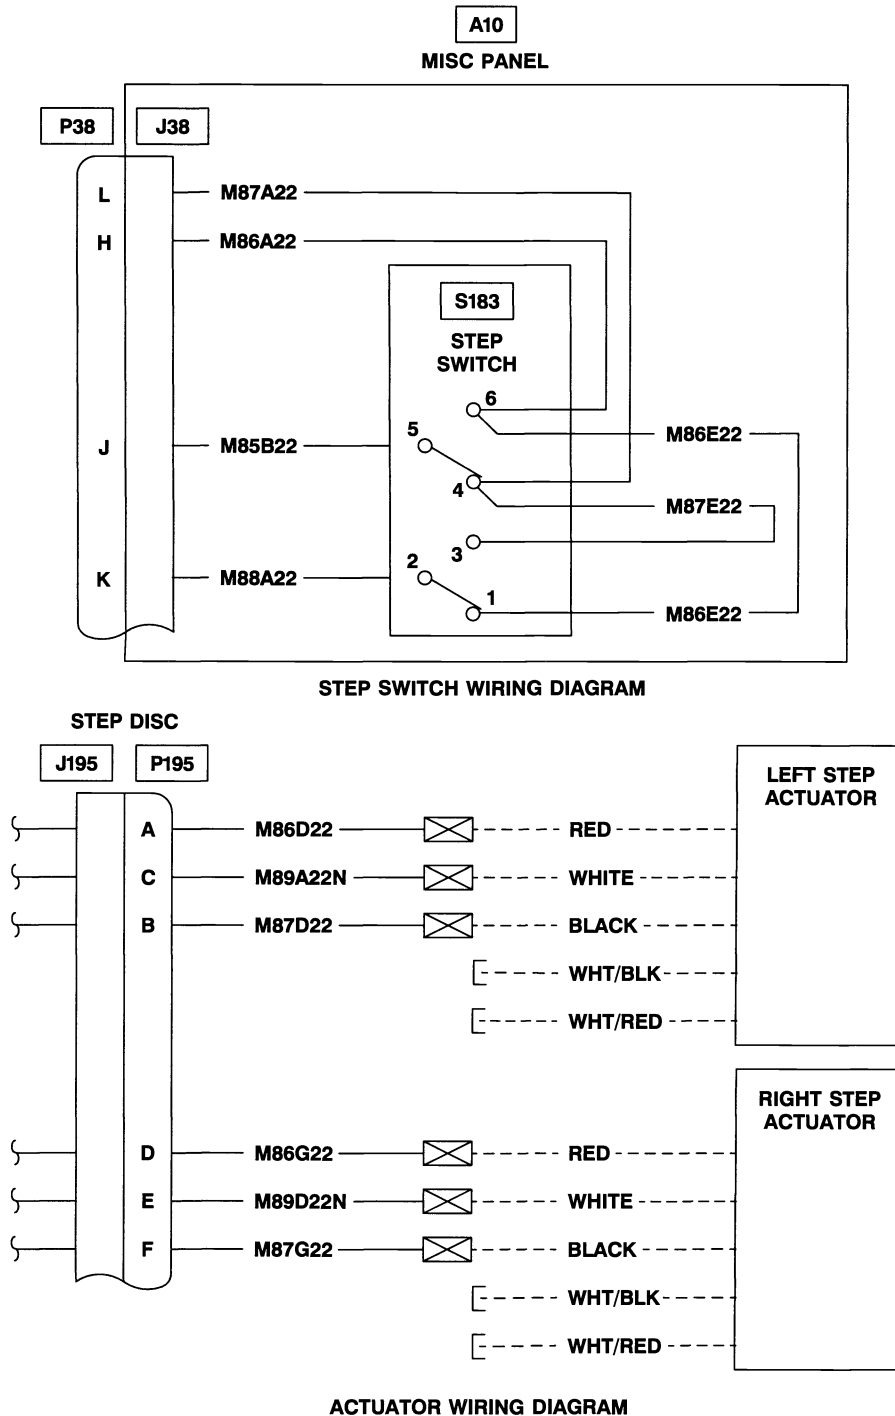 A10
MISC PANEL
P38 J38
L M87A22
H M86A22
S183
STEP
SWITCH
6
5 M86E22
J M85B22
4 M87E22
3
2
K M88A22 1
M86E22
STEP SWITCH WIRING DIAGRAM
STEP DISC
J195 P195
LEFT STEP
ACTUATOR
A M86D22 RED
C M89A22N WHITE
B M87D22 BLACK
WHT/BLK
WHT/RED
RIGHT STEP
ACTUATOR
D M86G22 RED
E M89D22N WHITE
F M87G22 BLACK
WHT/BLK
WHT/RED
ACTUATOR WIRING DIAGRAM